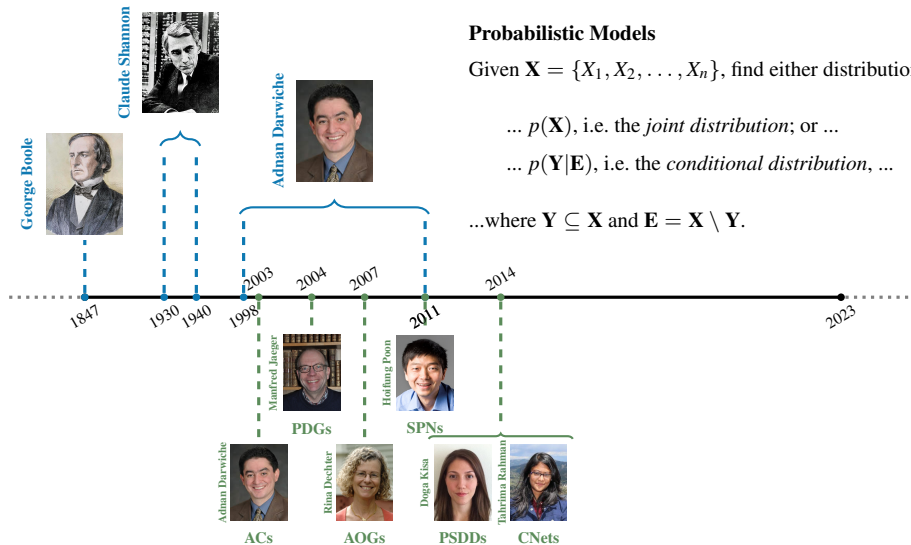 Claude Shannon
George Boole
Adnan Darwiche
Probabilistic Models
Given X = {X₁, X₂, . . . , Xₙ}, find either distributio
... p(X), i.e. the joint distribution; or ...
... p(Y|E), i.e. the conditional distribution, ...
...where Y ⊆ X and E = X \ Y.
2003
2004
2007
2014
1847
1930
1940
1998
2011
2023
Manfred Jaeger
PDGs
Hoifung Poon
SPNs
Adnan Darwiche
ACs
Rina Dechter
AOGs
Doga Kisa
PSDDs
Tahrima Rahman
CNets